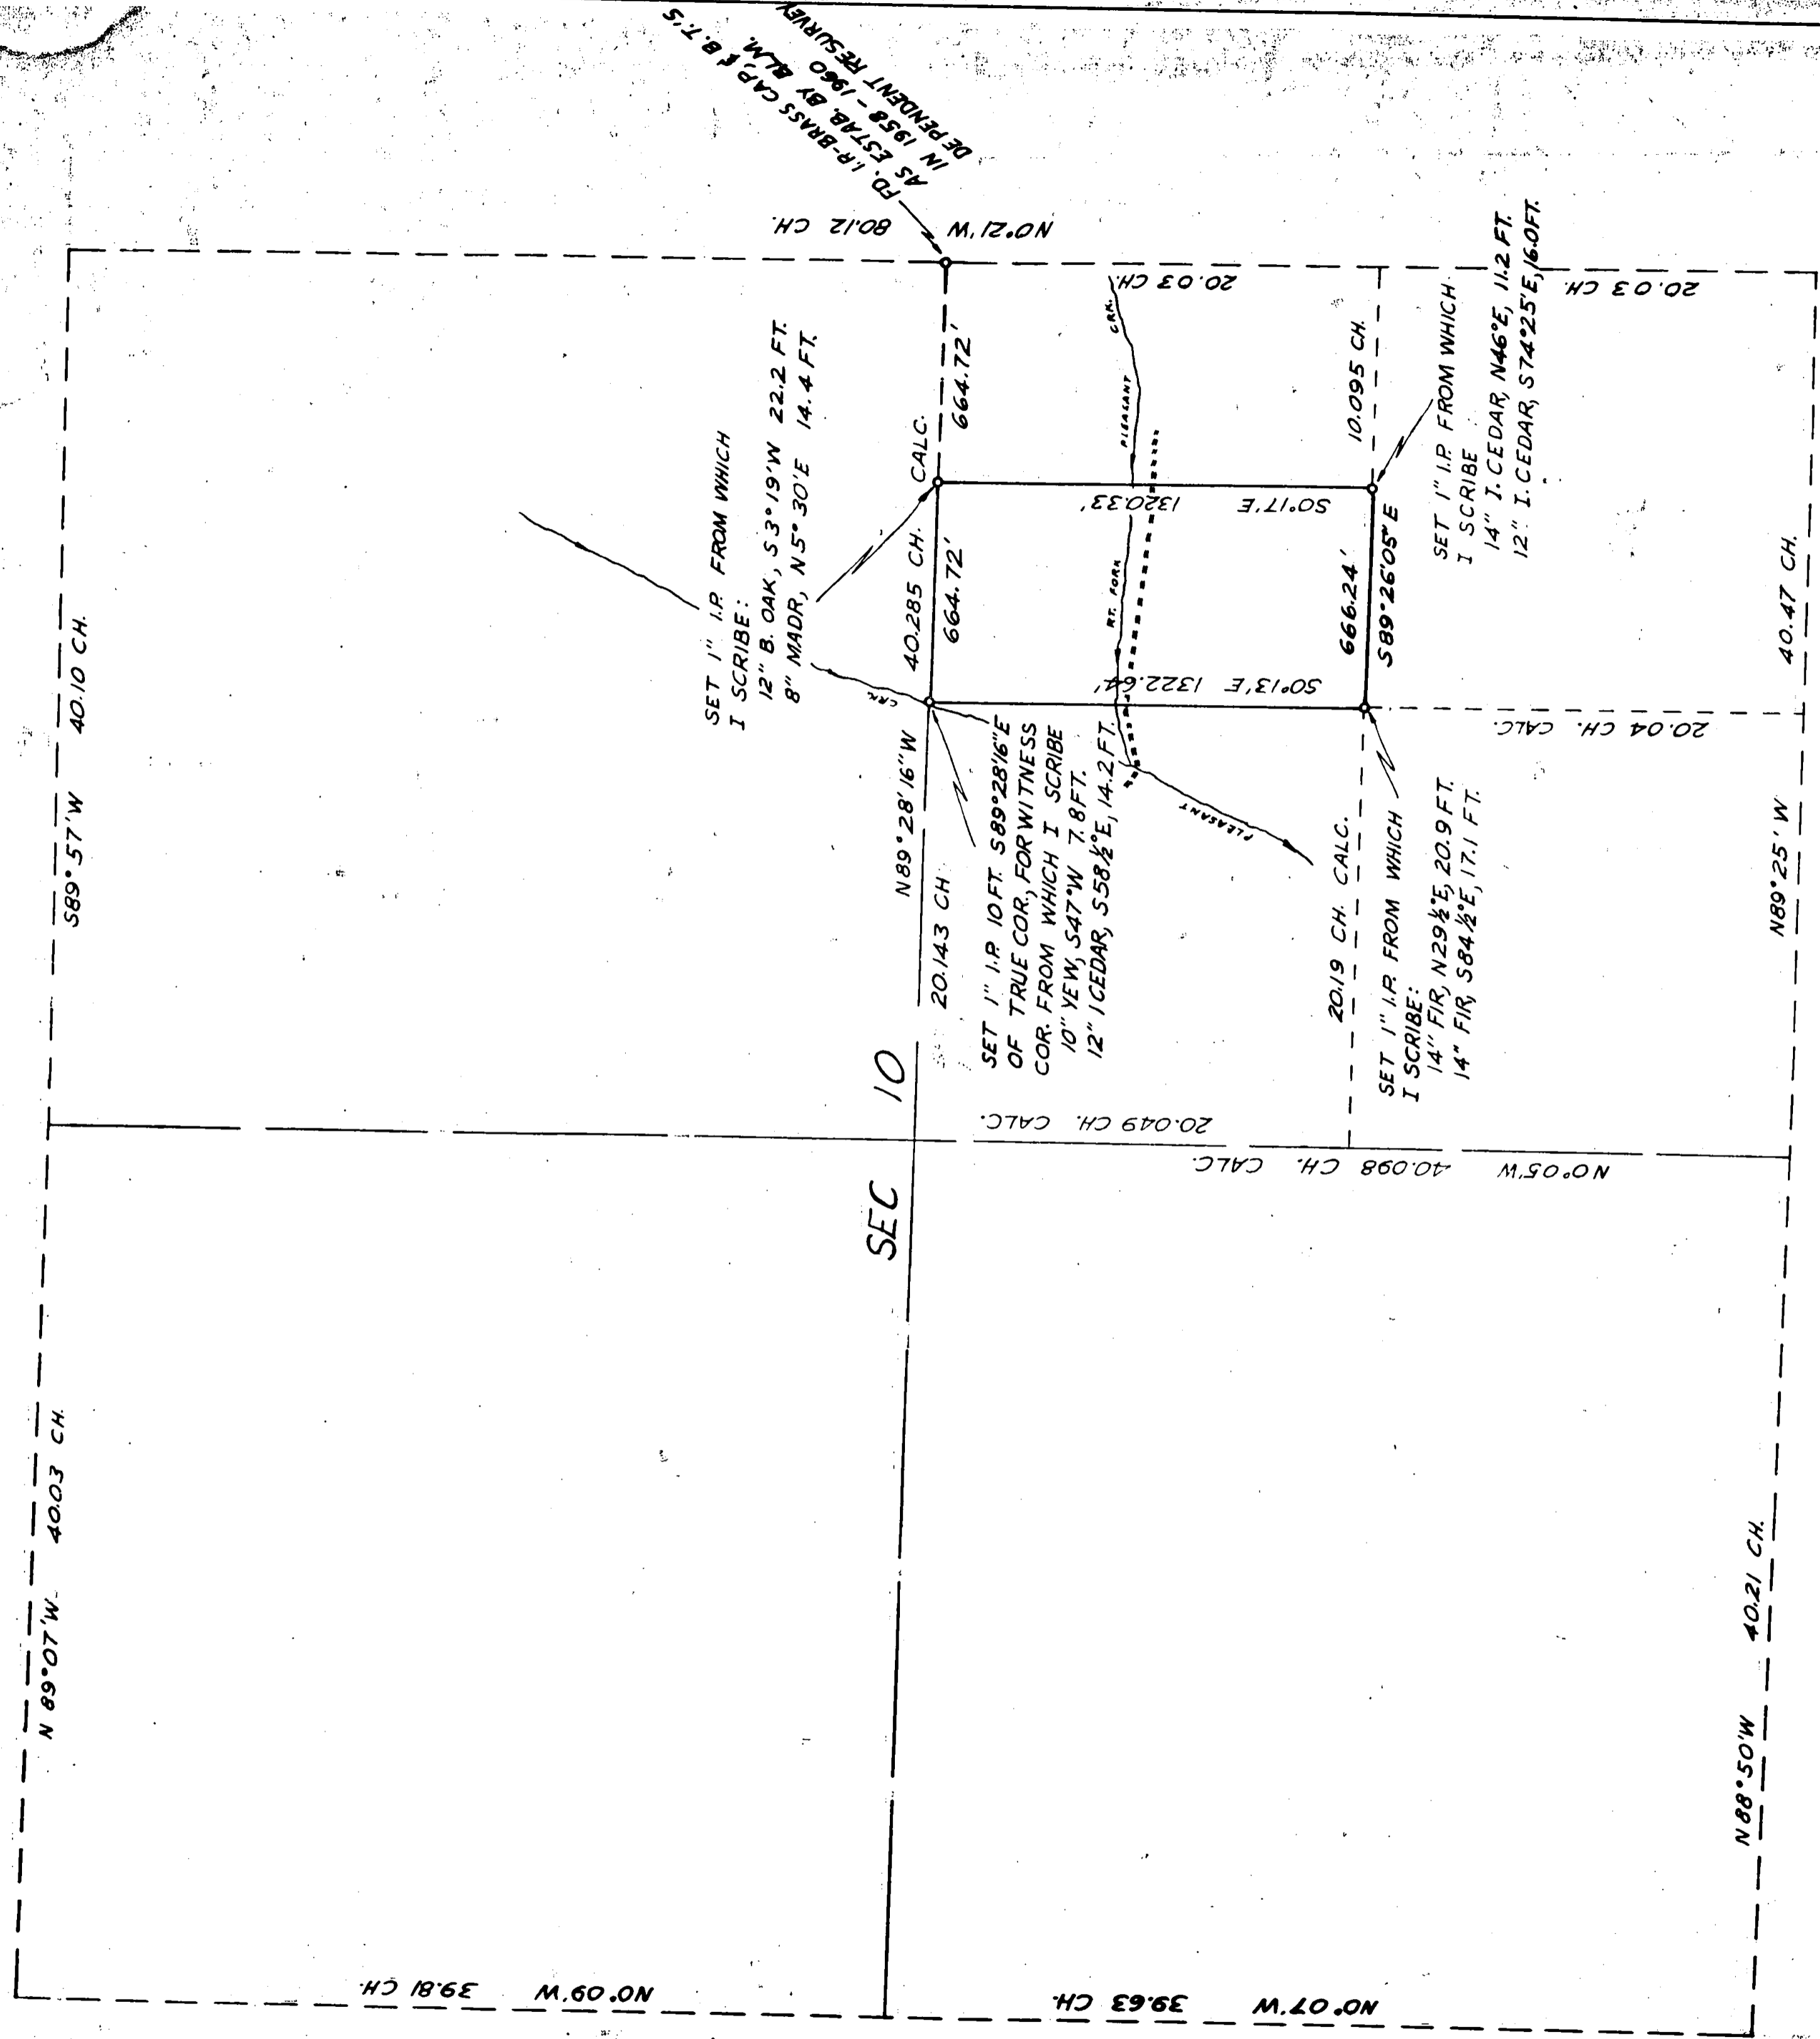 FD. I.R-BRASS CAP, & B.T.'S
AS ESTAB. BY BLM.
IN 1958 - 1960
DEPENDENT RESURVEY
N0°21'W 80.12 CH.
S89°57'W 40.10 CH.
N 89°07'W 40.03 CH.
SET 1" I.P. FROM WHICH
I SCRIBE:
12" B. OAK, S3°19'W 22.2 FT.
8" MADR, N5°30'E 14.4 FT.
N89°28'16"W 40.285 CH. CALC.
664.72'
664.72'
20.143 CH.
20.03 CH.
20.03 CH.
CRK.
PLEASANT
RT. FORK
S0°17'E 1320.33'
S0°13'E 1322.64'
10.095 CH.
666.24'
S89°26'05"E
SET 1" I.P. FROM WHICH
I SCRIBE :
14" I. CEDAR, N46°E, 11.2 FT.
12" I. CEDAR, S74°25'E, 16.0FT.
CRK
SET 1" I.P. 10FT. S89°28'16"E
OF TRUE COR., FOR WITNESS
COR. FROM WHICH I SCRIBE
10" YEW, S47°W 7.8FT.
12" I CEDAR, S58½°E, 14.2 FT.
PLEASANT
20.19 CH. CALC.
SET 1" I.P. FROM WHICH
I SCRIBE:
14" FIR, N29½°E, 20.9 FT.
14" FIR, S84½°E, 17.1 FT.
20.04 CH. CALC.
40.47 CH.
N89°25'W
SEC 10
20.049 CH. CALC.
N0°05'W 40.098 CH. CALC.
N0°09'W 39.81 CH.
N0°07'W 39.63 CH.
N88°50'W 40.21 CH.